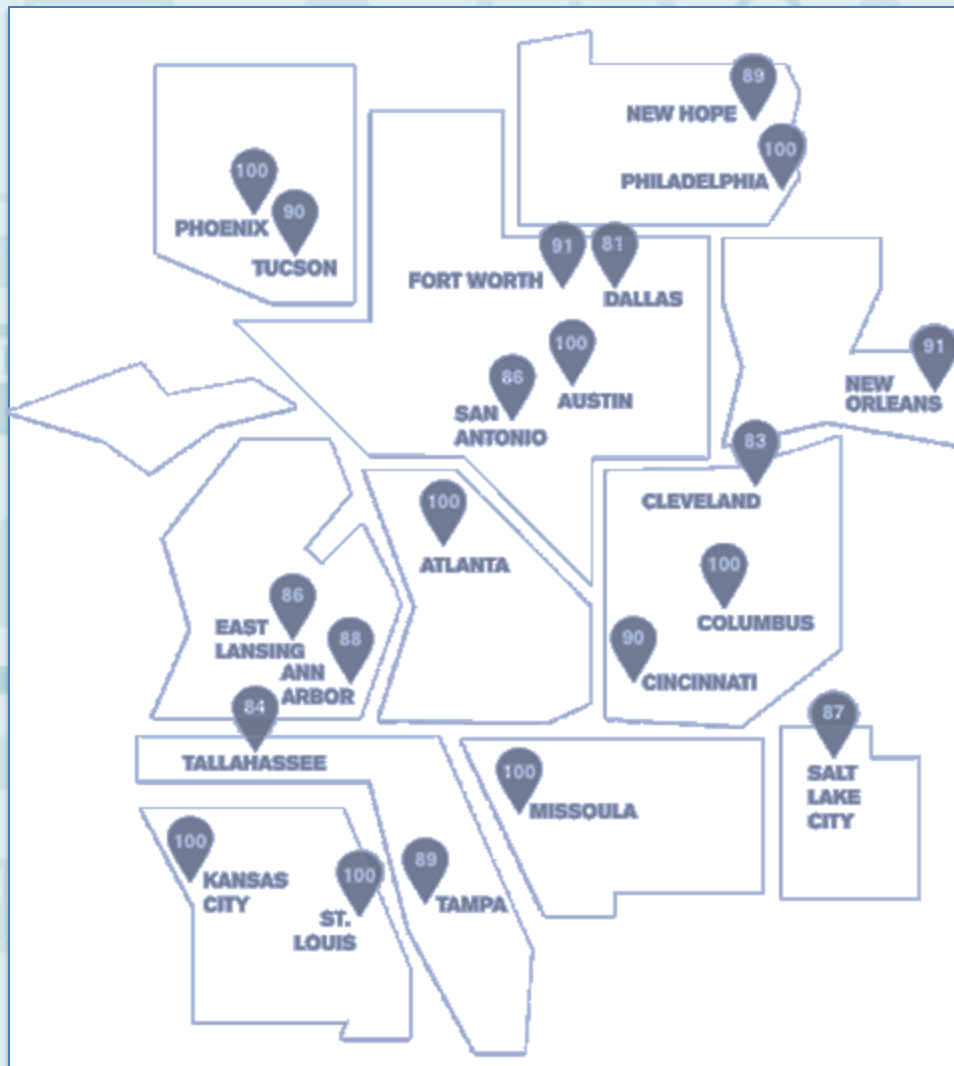 89
NEW HOPE
100
PHILADELPHIA
100
PHOENIX
90
TUCSON
91
FORT WORTH
81
DALLAS
100
AUSTIN
86
SAN
ANTONIO
91
NEW
ORLEANS
83
CLEVELAND
100
ATLANTA
100
COLUMBUS
90
CINCINNATI
86
EAST
LANSING
88
ANN
ARBOR
84
TALLAHASSEE
100
MISSOULA
87
SALT
LAKE
CITY
100
KANSAS
CITY
100
ST.
LOUIS
89
TAMPA